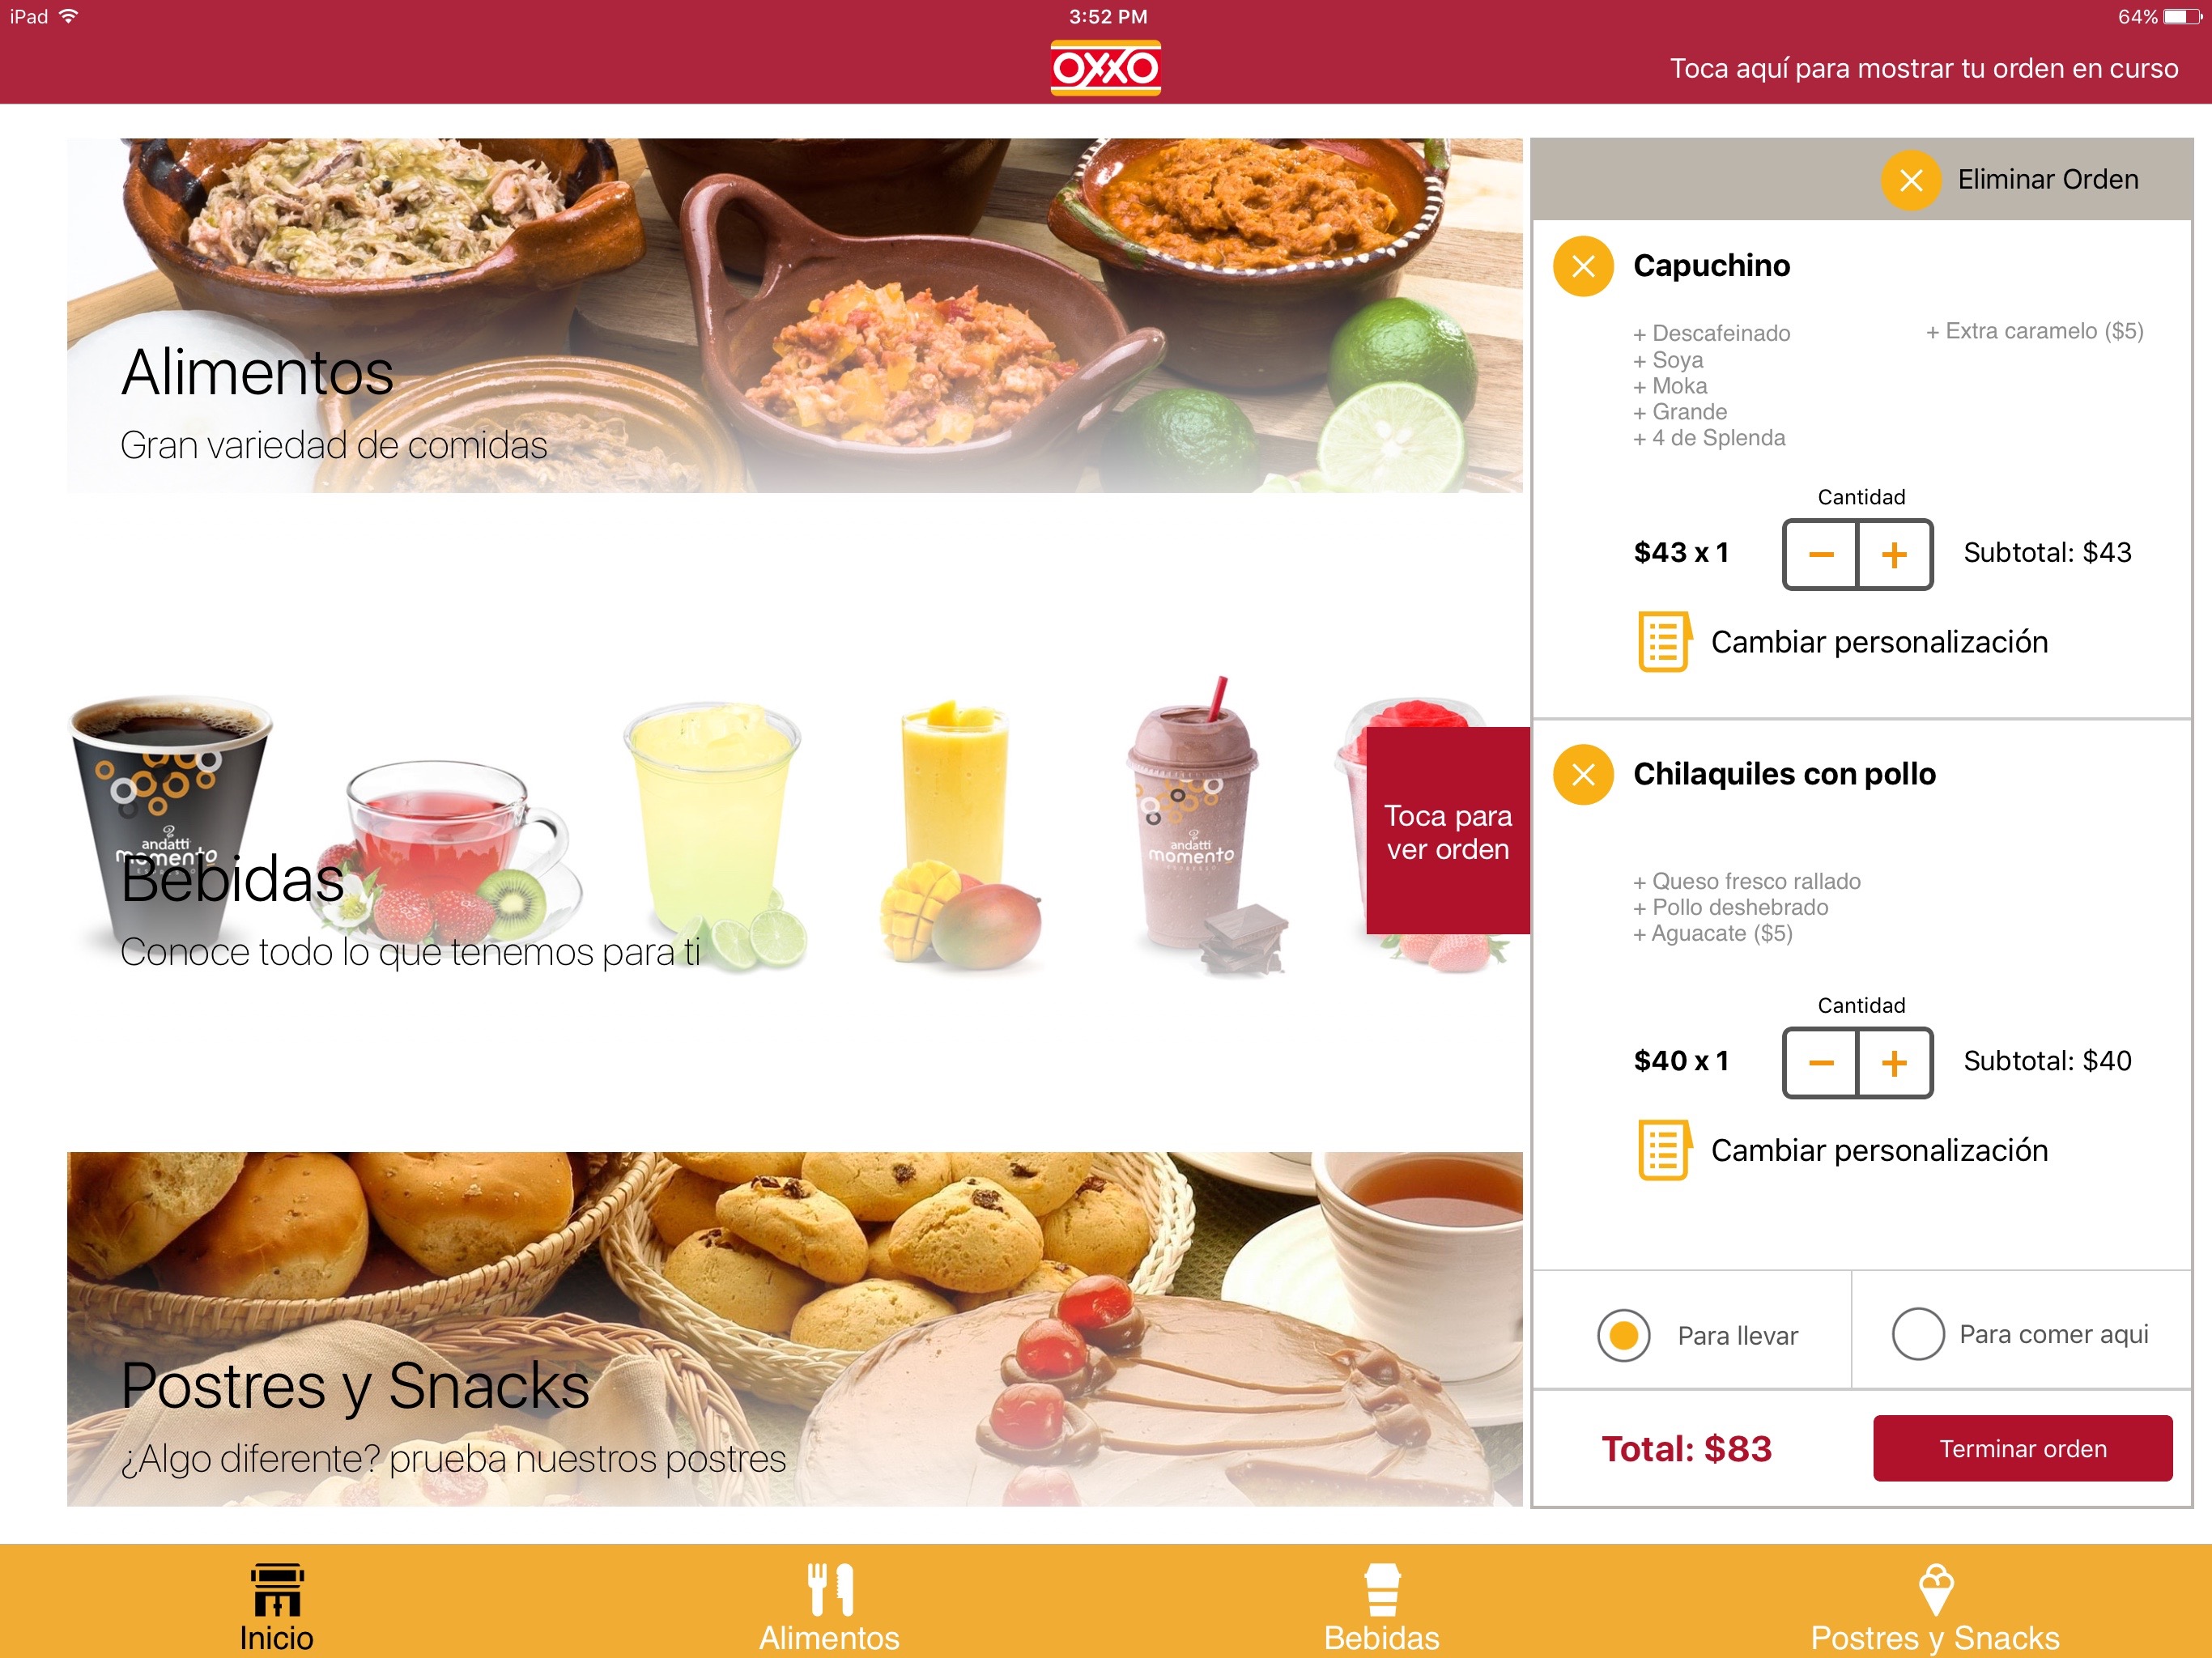 iPad
3:52 PM
64%
OXXO
Toca aquí para mostrar tu orden en curso
Alimentos
Gran variedad de comidas
andatti
momento
Bebidas
Conoce todo lo que tenemos para ti
andatti
momento
Toca para
ver orden
Postres y Snacks
¿Algo diferente? prueba nuestros postres
Eliminar Orden
Capuchino
+ Descafeinado
+ Soya
+ Moka
+ Grande
+ 4 de Splenda
+ Extra caramelo ($5)
Cantidad
$43 x 1
− +
Subtotal: $43
Cambiar personalización
Chilaquiles con pollo
+ Queso fresco rallado
+ Pollo deshebrado
+ Aguacate ($5)
Cantidad
$40 x 1
− +
Subtotal: $40
Cambiar personalización
Para llevar
Para comer aqui
Total: $83
Terminar orden
Inicio
Alimentos
Bebidas
Postres y Snacks